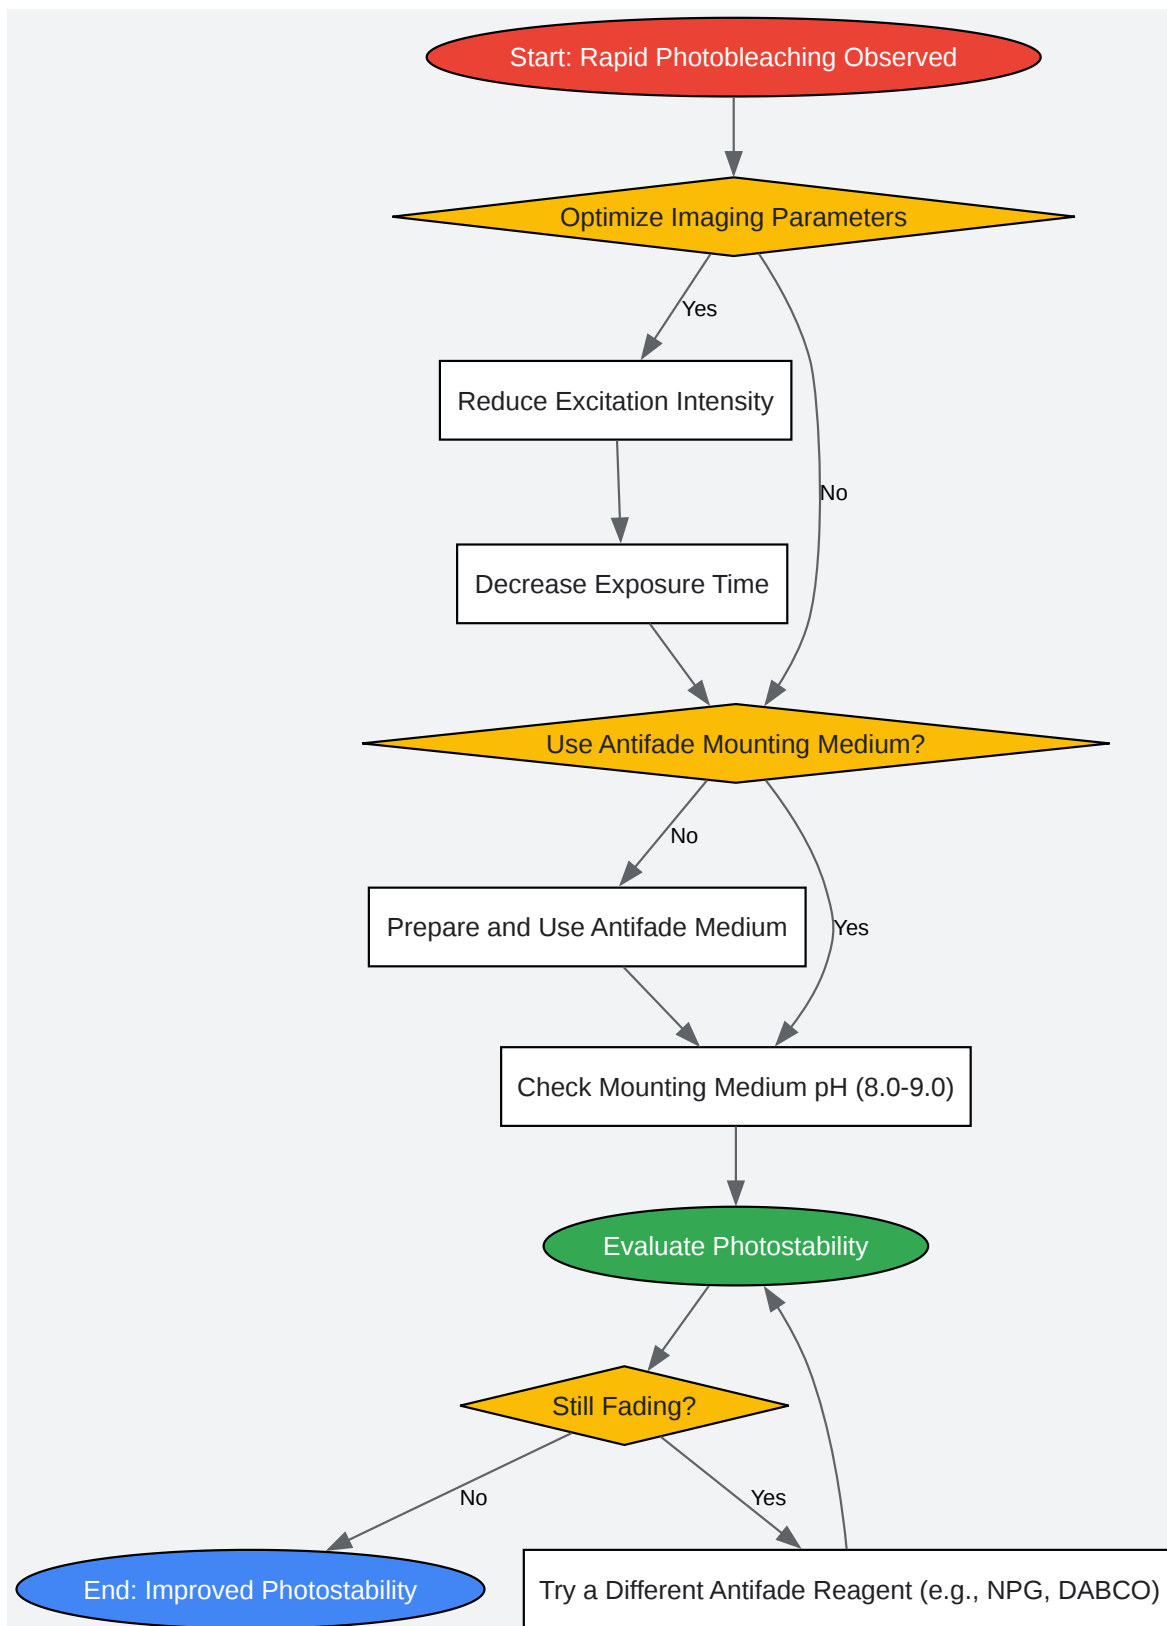 Start: Rapid Photobleaching Observed
Optimize Imaging Parameters
Yes
Reduce Excitation Intensity
No
Decrease Exposure Time
Use Antifade Mounting Medium?
No
Prepare and Use Antifade Medium
Yes
Check Mounting Medium pH (8.0-9.0)
Evaluate Photostability
Still Fading?
No
Yes
End: Improved Photostability
Try a Different Antifade Reagent (e.g., NPG, DABCO)